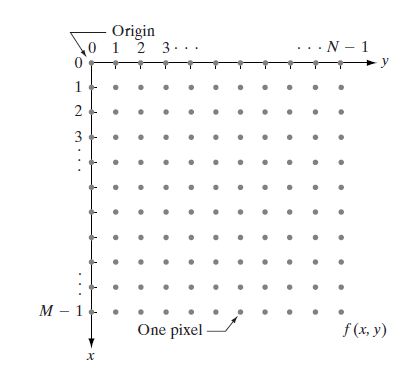 Origin
0 1 2 3 · · · · · · N − 1
y
0
1
2
3
⋮
⋮
M − 1
One pixel
f (x, y)
x